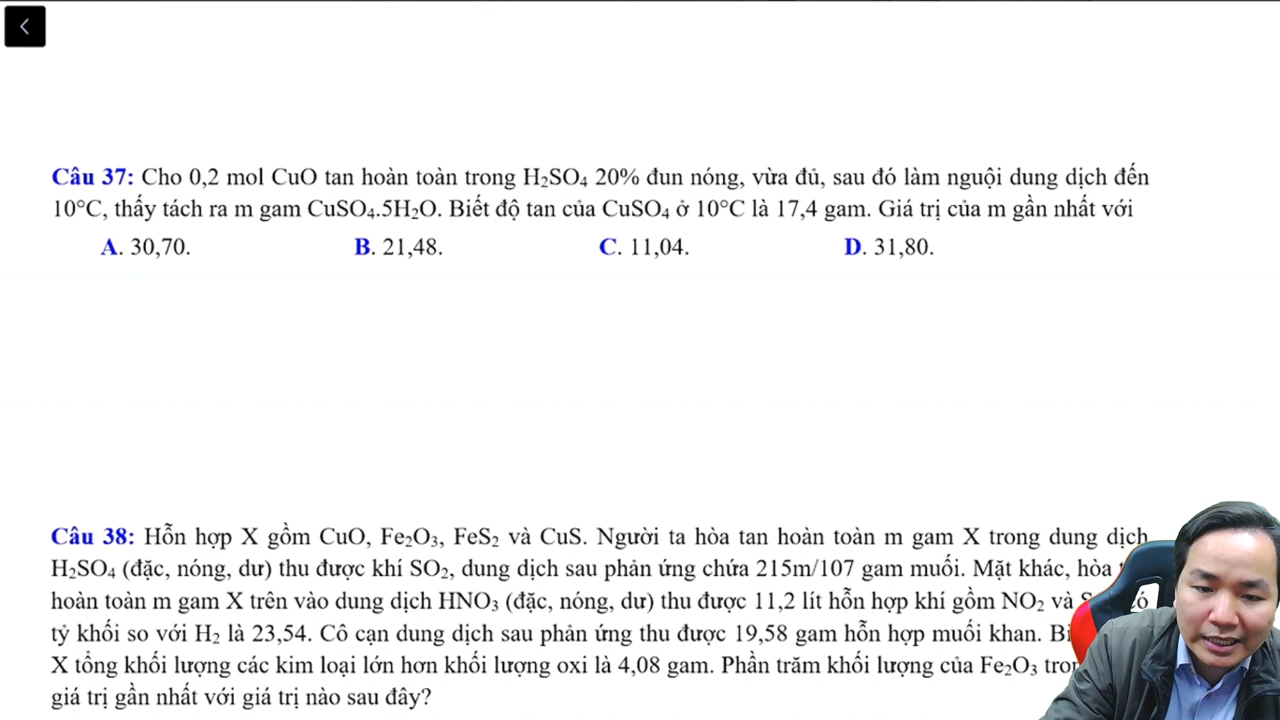 Câu 37: Cho 0,2 mol CuO tan hoàn toàn trong H₂SO₄ 20% đun nóng, vừa đủ, sau đó làm nguội dung dịch đến
10°C, thấy tách ra m gam CuSO₄.5H₂O. Biết độ tan của CuSO₄ ở 10°C là 17,4 gam. Giá trị của m gần nhất với
A. 30,70. B. 21,48. C. 11,04. D. 31,80.
Câu 38: Hỗn hợp X gồm CuO, Fe₂O₃, FeS₂ và CuS. Người ta hòa tan hoàn toàn m gam X trong dung dịch
H₂SO₄ (đặc, nóng, dư) thu được khí SO₂, dung dịch sau phản ứng chứa 215m/107 gam muối. Mặt khác, hòa
hoàn toàn m gam X trên vào dung dịch HNO₃ (đặc, nóng, dư) thu được 11,2 lít hỗn hợp khí gồm NO₂ và
tỷ khối so với H₂ là 23,54. Cô cạn dung dịch sau phản ứng thu được 19,58 gam hỗn hợp muối khan.
X tổng khối lượng các kim loại lớn hơn khối lượng oxi là 4,08 gam. Phần trăm khối lượng của Fe₂O₃
giá trị gần nhất với giá trị nào sau đây?